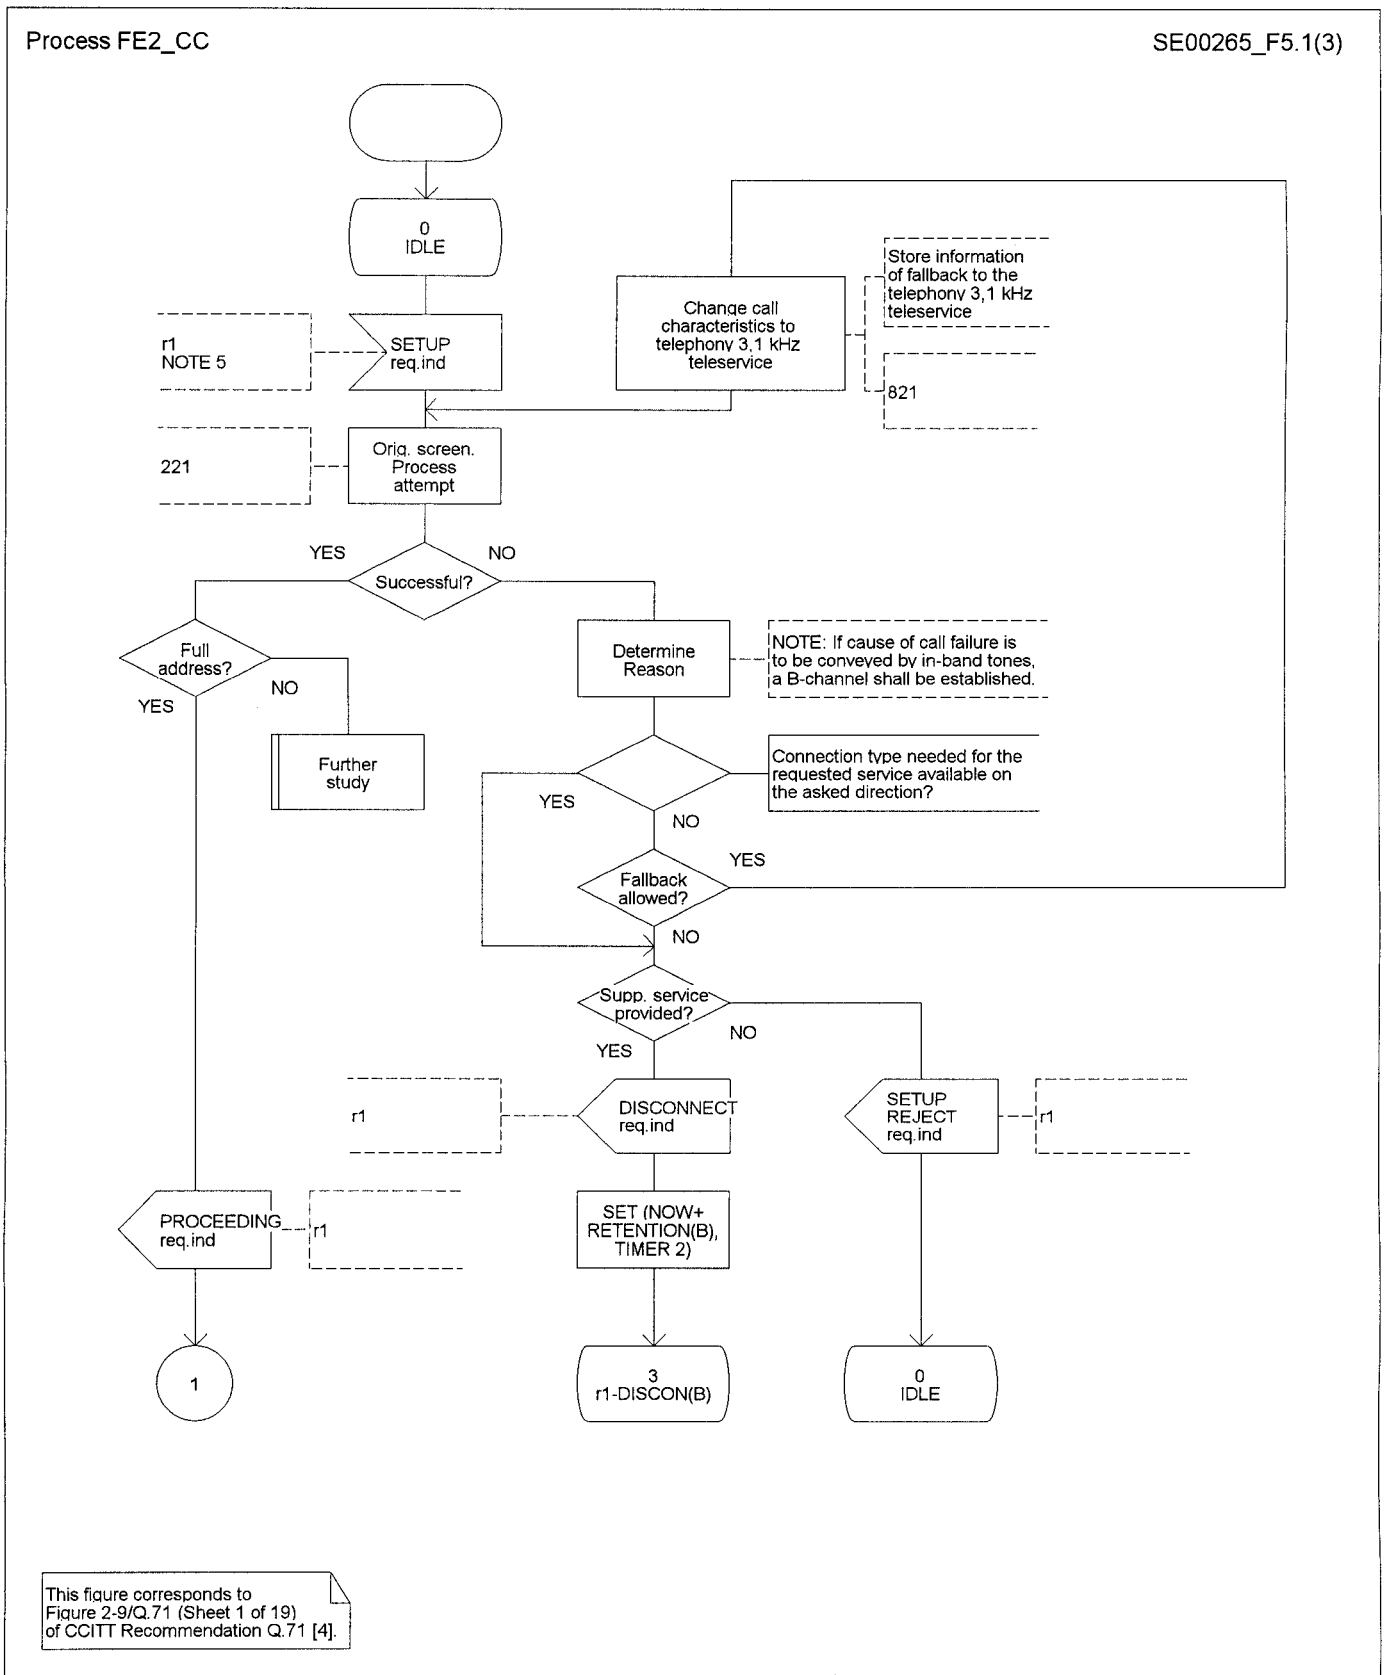 Process FE2_CC
SE00265_F5.1(3)
0
IDLE
Store information
of fallback to the
telephony 3,1 kHz
teleservice
Change call
characteristics to
telephony 3,1 kHz
teleservice
r1
NOTE 5
SETUP
req.ind
821
221
Orig. screen.
Process
attempt
YES
NO
Successful?
Full
address?
NO
YES
Determine
Reason
NOTE: If cause of call failure is
to be conveyed by in-band tones,
a B-channel shall be established.
Further
study
Connection type needed for the
requested service available on
the asked direction?
YES
NO
YES
Fallback
allowed?
NO
Supp. service
provided?
NO
YES
r1
DISCONNECT
req.ind
SETUP
REJECT
req.ind
r1
PROCEEDING
req.ind
r1
SET (NOW+
RETENTION(B),
TIMER 2)
1
3
r1-DISCON(B)
0
IDLE
This figure corresponds to
Figure 2-9/Q.71 (Sheet 1 of 19)
of CCITT Recommendation Q.71 [4].